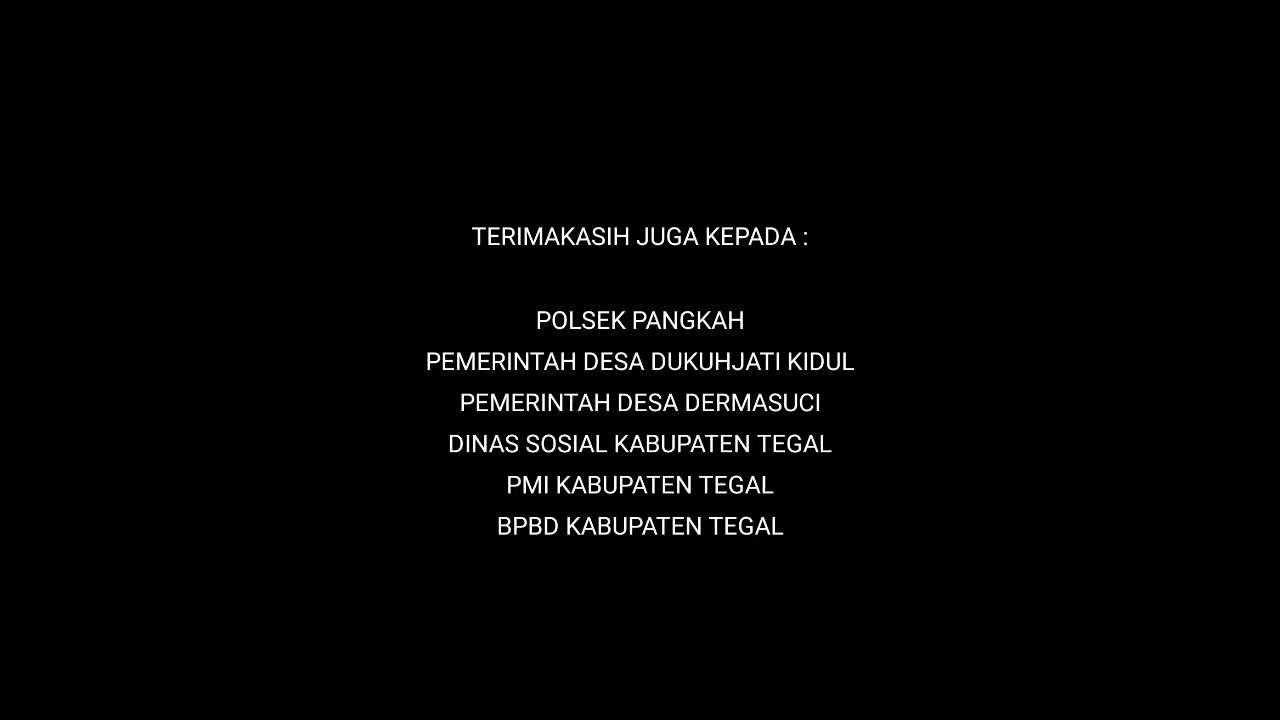 TERIMAKASIH JUGA KEPADA :
POLSEK PANGKAH
PEMERINTAH DESA DUKUHJATI KIDUL
PEMERINTAH DESA DERMASUCI
DINAS SOSIAL KABUPATEN TEGAL
PMI KABUPATEN TEGAL
BPBD KABUPATEN TEGAL